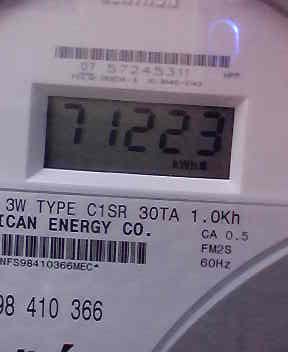 07 57245311
71223
kWh
3W TYPE C1SR 30TA 1.0Kh
ICAN ENERGY CO.
CA 0.5
FM2S
60Hz
NFS98410366MEC*
98 410 366